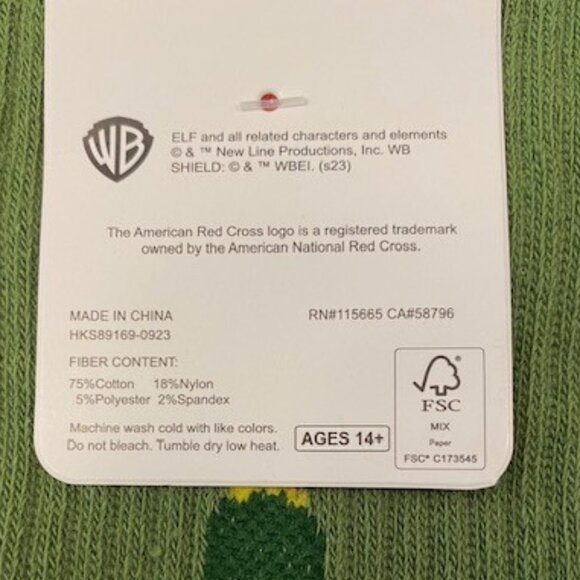 WB
ELF and all related characters and elements
© & ™ New Line Productions, Inc. WB
SHIELD: © & ™ WBEI. (s23)
The American Red Cross logo is a registered trademark
owned by the American National Red Cross.
MADE IN CHINA
RN#115665 CA#58796
HKS89169-0923
FIBER CONTENT:
75%Cotton 18%Nylon
5%Polyester 2%Spandex
Machine wash cold with like colors.
Do not bleach. Tumble dry low heat.
AGES 14+
FSC
MIX
Paper
FSC® C173545